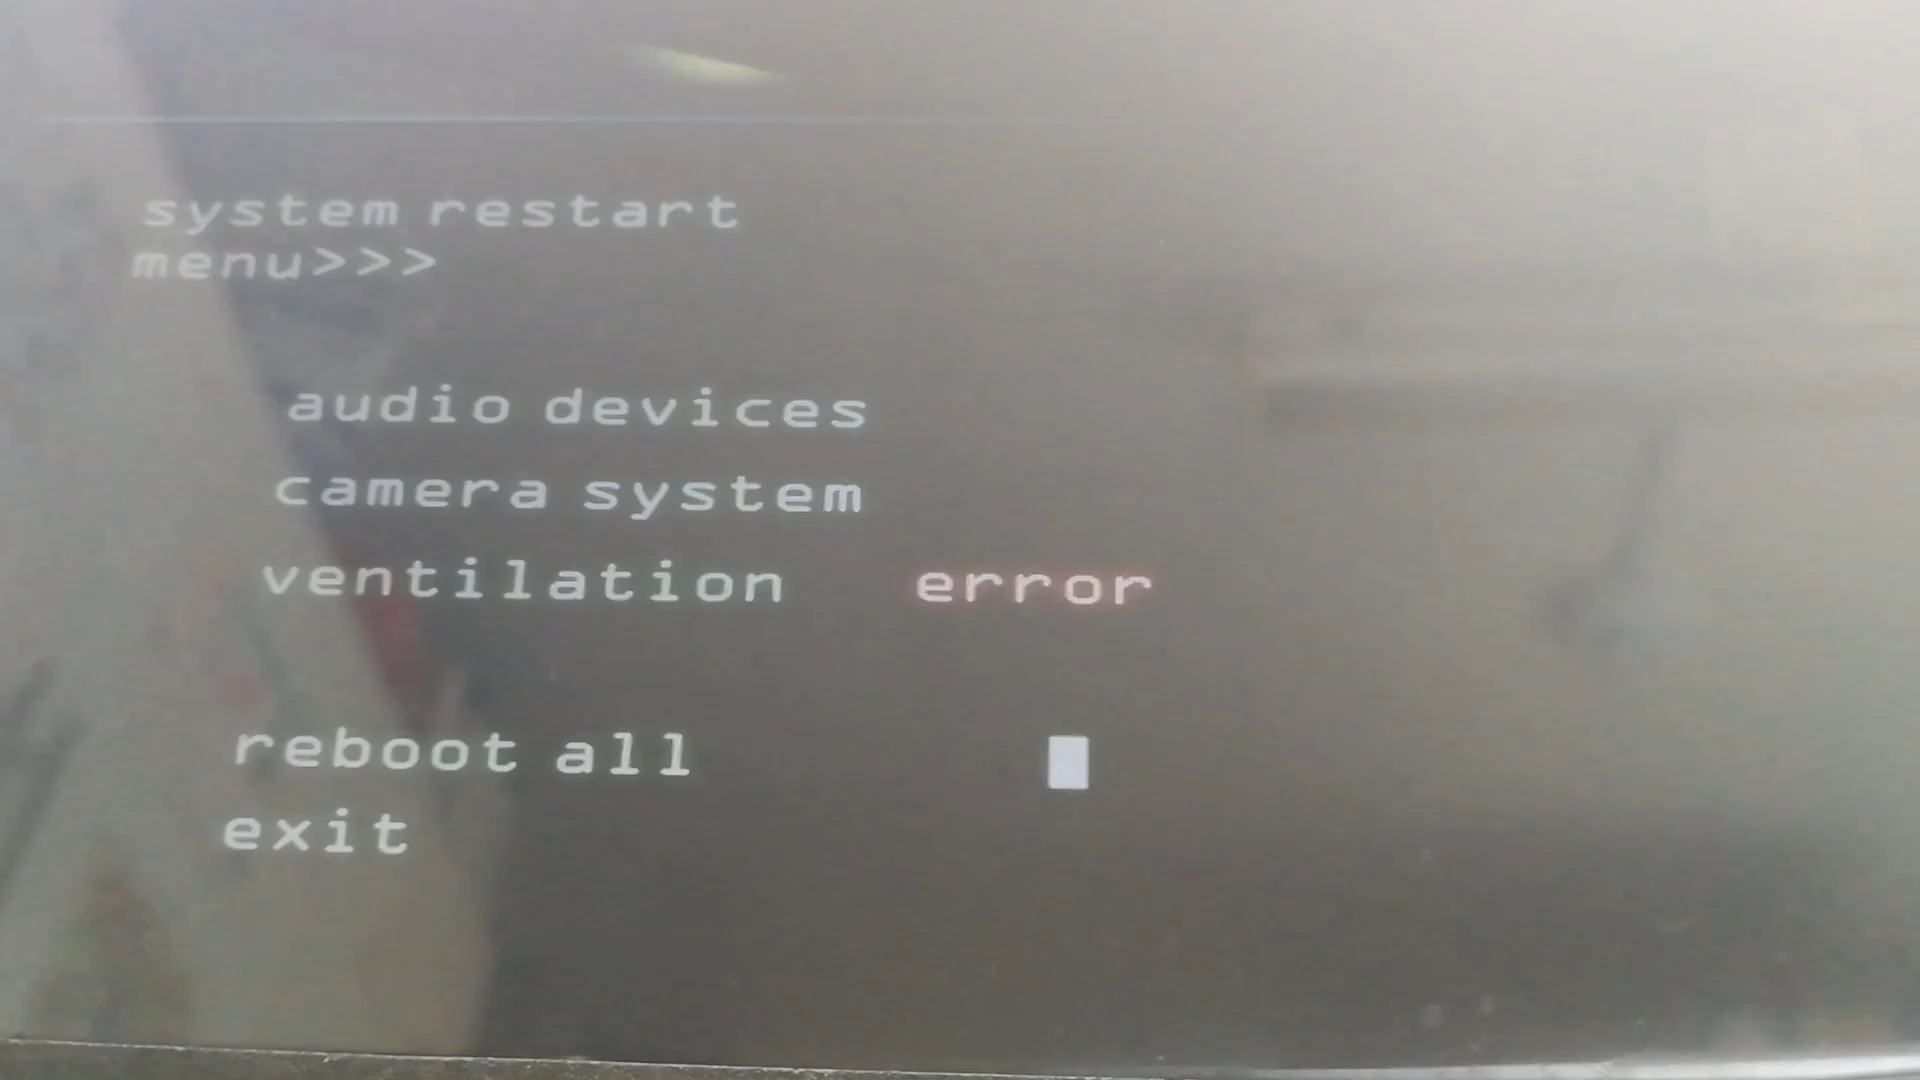 system restart
menu>>>
audio devices
camera system
ventilation error
reboot all
exit